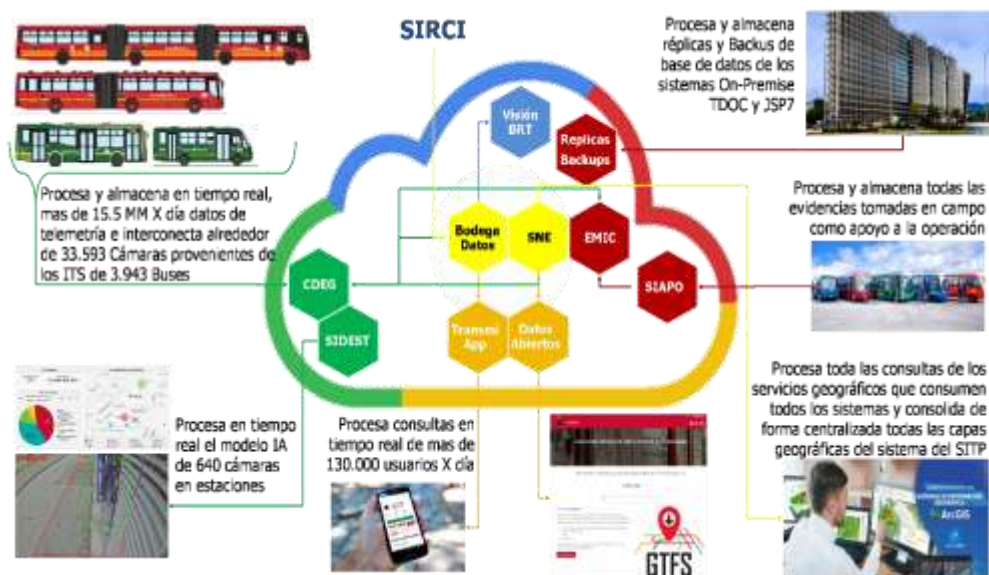 SIRCI
Procesa y almacena
réplicas y Backus de
base de datos de los
sistemas On-Premise
TDOC y JSP7
Visión
BRT
Replicas
Backups
Procesa y almacena en tiempo real,
mas de 15.5 MM X día datos de
telemetría e interconecta alrededor
de 33.593 Cámaras provenientes de
los ITS de 3.943 Buses
Bodega
Datos
SNE
EMIC
Procesa y almacena todas las
evidencias tomadas en campo
como apoyo a la operación
CDEG
SIAPO
SIDEST
Transmi
App
Datos
Abiertos
Procesa en tiempo
real el modelo IA
de 640 cámaras
en estaciones
Procesa consultas en
tiempo real de mas de
130.000 usuarios X día
Procesa toda las consultas de los
servicios geográficos que consumen
todos los sistemas y consolida de
forma centralizada todas las capas
geográficas del sistema del SITP
ArcGIS
GTFS